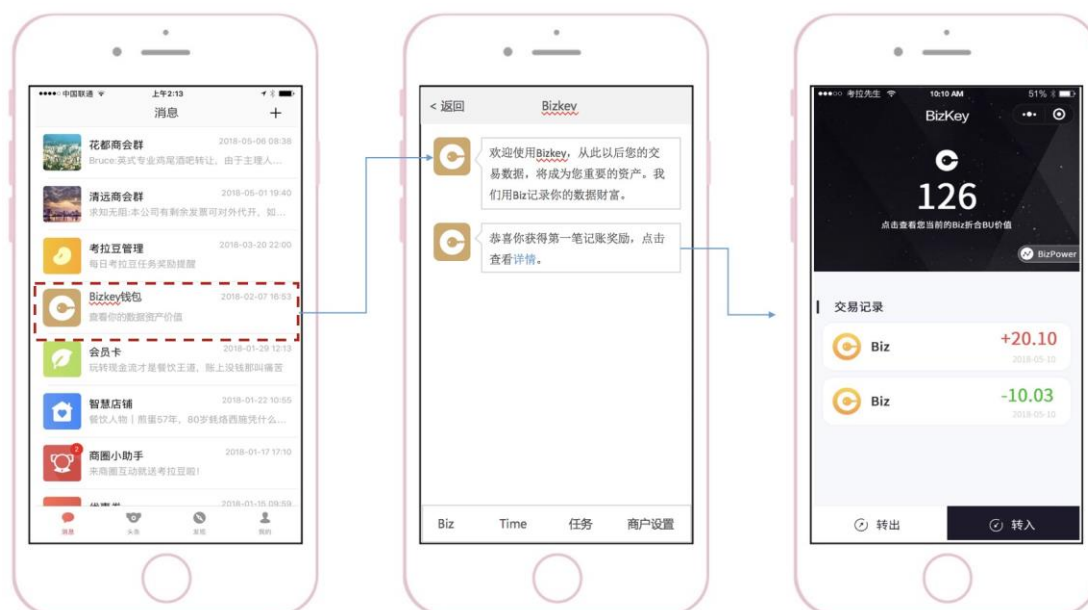 中国联通
上午2:13
消息
+
花都商会群
2018-05-06 08:38
Bruce:英式专业鸡尾酒吧转让，由于主理人...
清远商会群
2018-05-01 19:40
求知无阻:本公司有剩余发票可对外代开，如...
考拉豆管理
2018-03-20 22:00
每日考拉豆任务奖励提醒
Bizkey钱包
2018-02-07 16:53
查看你的数据资产价值
会员卡
2018-01-29 12:13
玩转现金流才是餐饮王道，账上没钱那叫痛苦
智慧店铺
2018-01-22 10:55
餐饮人物丨煎蛋57年，80岁蚝烙西施凭什么...
2
商圈小助手
2018-01-17 17:10
来商圈互动就送考拉豆啦!
2018-01-15 09:59
消息
头条
发现
我的
< 返回
Bizkey
欢迎使用Bizkey，从此以后您的交
易数据，将成为您重要的资产。我
们用Biz记录你的数据财富。
恭喜你获得第一笔记账奖励，点击
查看详情。
Biz
Time
任务
商户设置
考拉先生
10:10 AM
51%
BizKey
126
点击查看您当前的Biz折合BU价值
BizPower
交易记录
Biz
+20.10
2018-05-10
Biz
-10.03
2018-05-10
转出
转入